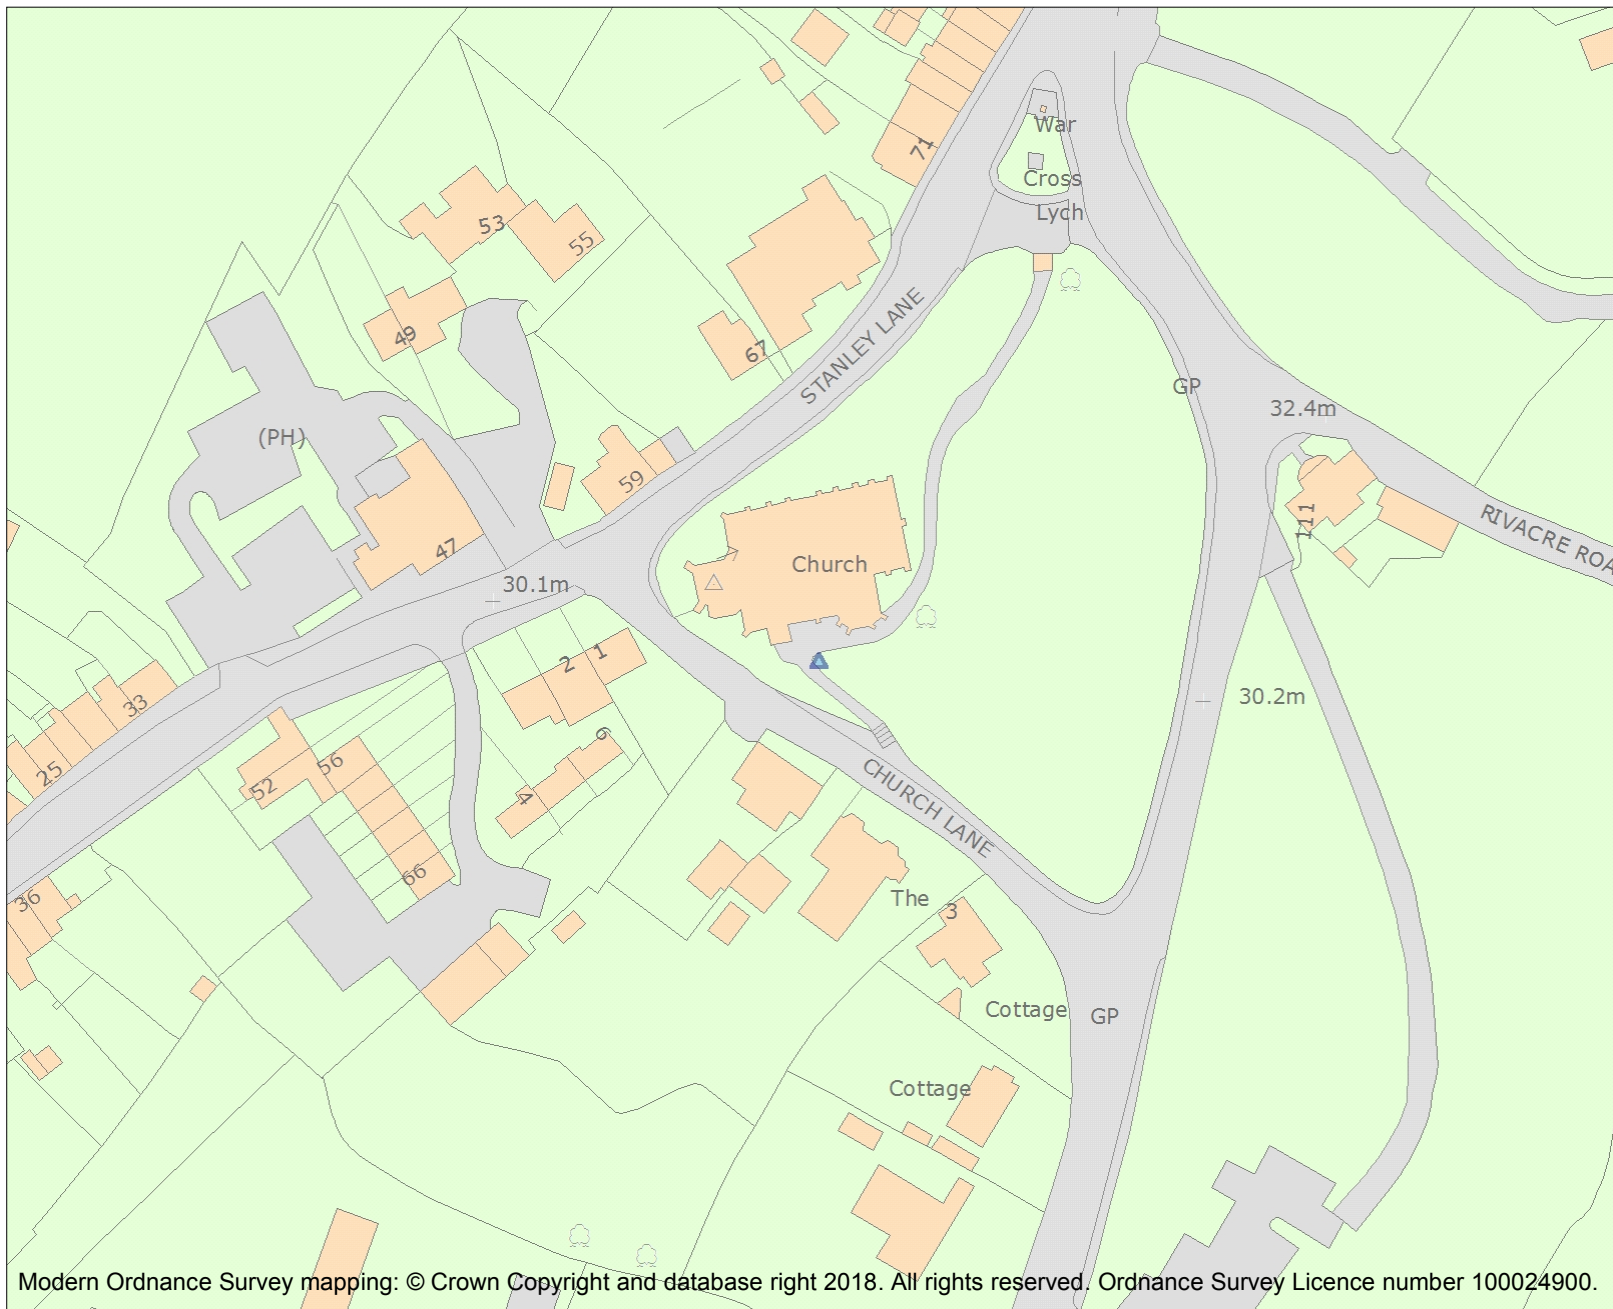 71
War
Cross
Lych
53
55
49
67
STANLEY LANE
GP
32.4m
(PH)
59
111
RIVACRE ROA
47
Church
30.1m
2
1
30.2m
33
6
56
25
52
4
CHURCH LANE
66
36
The
3
Cottage
GP
Cottage
Modern Ordnance Survey mapping: © Crown Copyright and database right 2018. All rights reserved. Ordnance Survey Licence number 100024900.